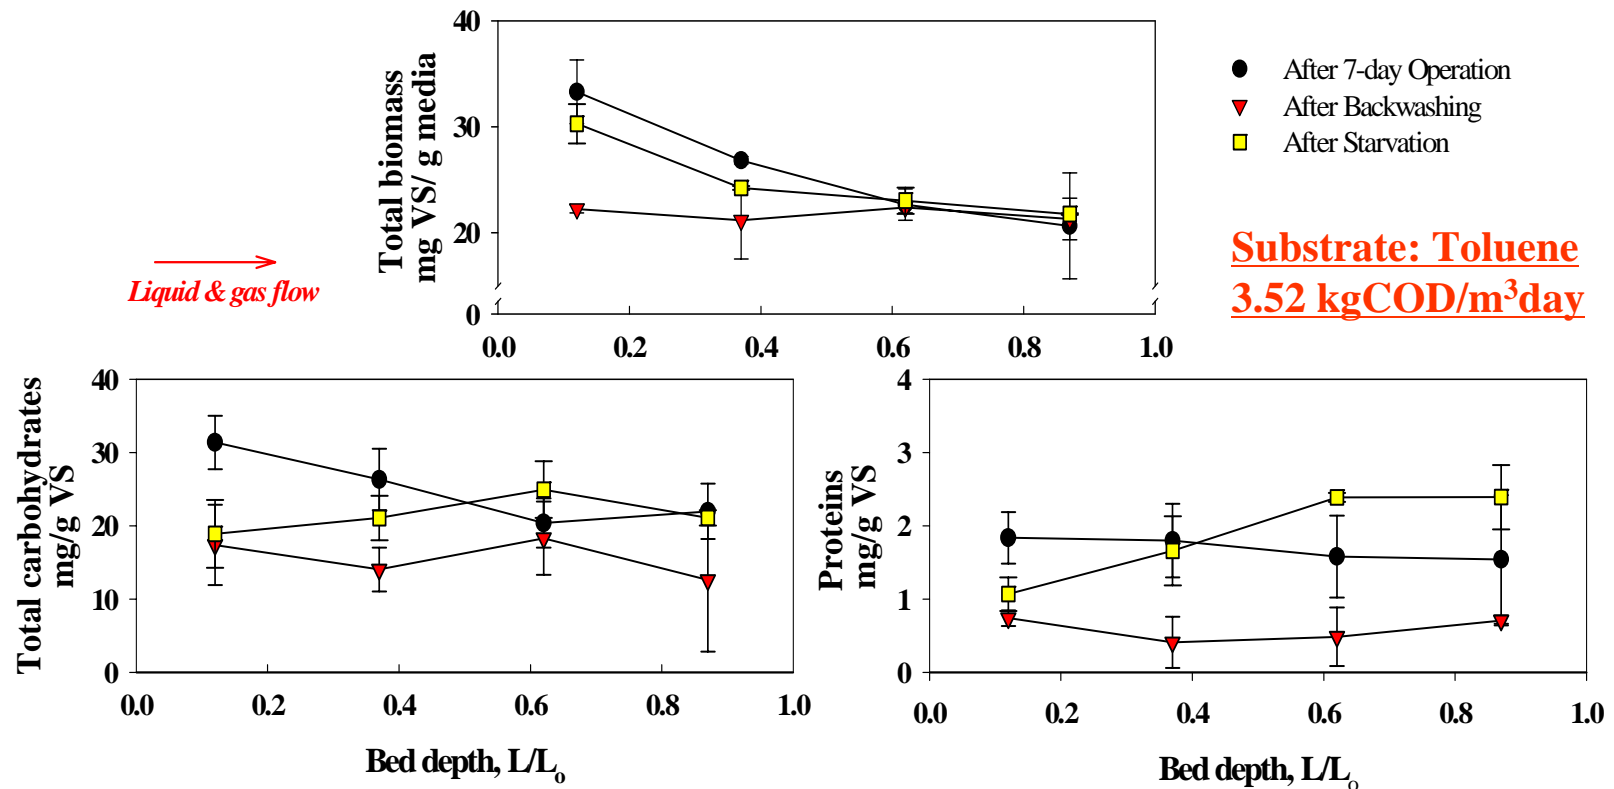 40
30
20
0
Total biomass
mg VS/ g media
0.0 0.2 0.4 0.6 0.8 1.0
After 7-day Operation
After Backwashing
After Starvation
Liquid & gas flow
Substrate: Toluene
3.52 kgCOD/m³day
40
30
20
10
0
Total carbohydrates
mg/g VS
0.0 0.2 0.4 0.6 0.8 1.0
Bed depth, L/Lₒ
4
3
2
1
0
Proteins
mg/g VS
0.0 0.2 0.4 0.6 0.8 1.0
Bed depth, L/Lₒ